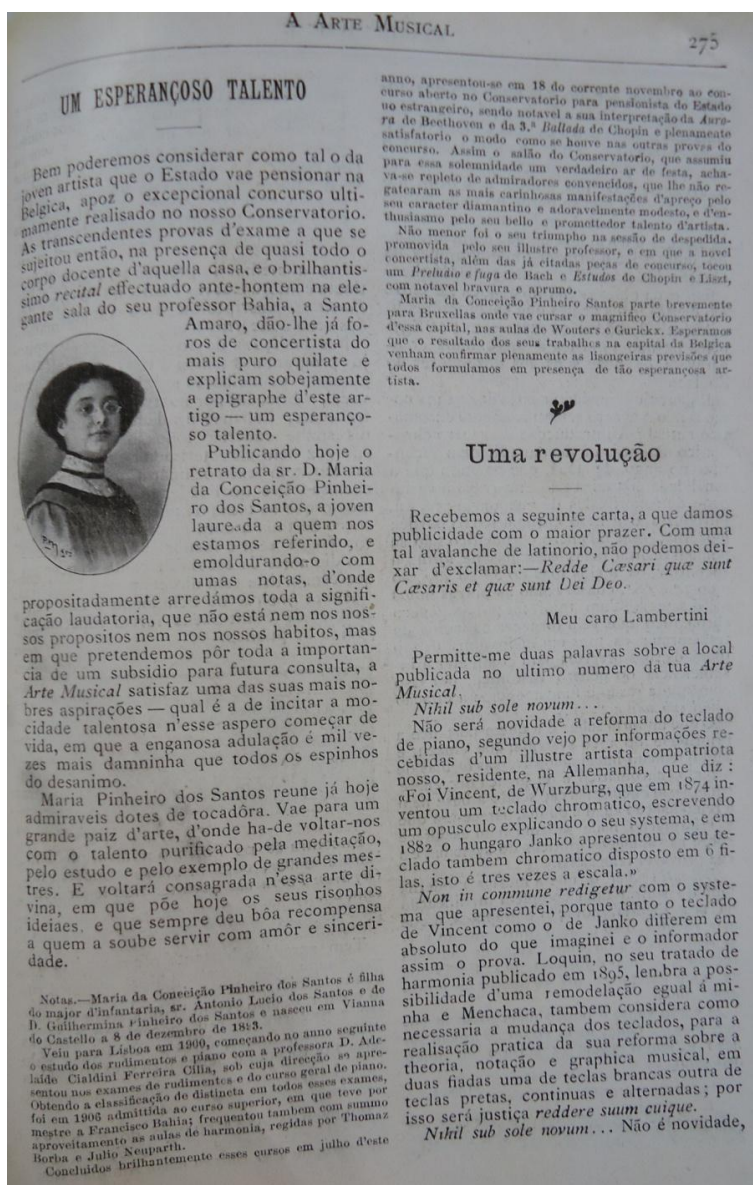 A ARTE MUSICAL
275
UM ESPERANÇOSO TALENTO
Bem poderemos considerar como tal o da
joven artista que o Estado vae pensionar na
Belgica, apoz o excepcional concurso ulti-
mamente realisado no nosso Conservatorio.
As transcendentes provas d'exame a que se
sujeitou então, na presença de quasi todo o
corpo docente d'aquella casa, e o brilhantis-
simo recital effectuado ante-hontem na ele-
gante sala do seu professor Bahia, a Santo
Amaro, dão-lhe já fo-
ros de concertista do
mais puro quilate e
explicam sobejamente
a epigraphe d'este ar-
tigo — um esperanço-
so talento.
Publicando hoje o
retrato da sr. D. Maria
da Conceição Pinhei-
ro dos Santos, a joven
laureada a quem nos
estamos referindo, e
emoldurando-o com
umas notas, d'onde
propositadamente arredámos toda a signifi-
cação laudatoria, que não está nem nos nos-
sos propositos nem nos nossos habitos, mas
em que pretendemos pôr toda a importan-
cia de um subsidio para futura consulta, a
Arte Musical satisfaz uma das suas mais no-
bres aspirações — qual é a de incitar a mo-
cidade talentosa n'esse aspero começar de
vida, em que a enganosa adulação é mil ve-
zes mais damninha que todos os espinhos
do desanimo.
Maria Pinheiro dos Santos reune já hoje
admiraveis dotes de tocadôra. Vae para um
grande paiz d'arte, d'onde ha-de voltar-nos
com o talento purificado pela meditação,
pelo estudo e pelo exemplo de grandes mes-
tres. E voltará consagrada n'essa arte di-
vina, em que põe hoje os seus risonhos
ideiaes, e que sempre deu bôa recompensa
a quem a soube servir com amôr e sinceri-
dade.
Notas.—Maria da Conceição Pinheiro dos Santos é filha
do major d'infantaria, sr. Antonio Lucio dos Santos e de
D. Guilhermina Pinheiro dos Santos e nasceu em Vianna
do Castello a 8 de dezembro de 1893.
Veiu para Lisboa em 1900, começando no anno seguinte
o estudo dos rudimentos e piano com a professora D. Ade-
laide Cialdini Ferreira Cilia, sob cuja direcção se apre-
sentou nos exames de rudimentos e do curso geral de piano.
Obtendo a classificação de distincta em todos esses exames,
foi em 1906 admittida ao curso superior, em que teve por
mestre a Francisco Bahia; frequentou tambem com summo
aproveitamento as aulas de harmonia, regidas por Thomaz
Borba e Julio Neuparth.
Concluidos brilhantemente esses cursos em julho d'este
anno, apresentou-se em 18 do corrente novembro ao con-
curso aberto no Conservatorio para pensionista do Estado
no estrangeiro, sendo notavel a sua interpretação da Auro-
ra de Beethoven e da 3.ª Ballada de Chopin e plenamente
satisfatorio o modo como se houve nas outras provas do
concurso. Assim o salão do Conservatorio, que assumiu
para essa solemnidade um verdadeiro ar de festa, acha-
va-se repleto de admiradores convencidos, que lhe não re-
gatearam as mais carinhosas manifestações d'apreço pelo
seu caracter diamantino e adoravelmente modesto, e d'en-
thusiasmo pelo seu bello e promettedor talento d'artista.
Não menor foi o seu triumpho na sessão de despedida,
promovida pelo seu illustre professor, e em que a novel
concertista, além das já citadas peças de concurso, tocou
um Preludio e fuga de Bach e Estudos de Chopin e Liszt,
com notavel bravura e aprumo.
Maria da Conceição Pinheiro Santos parte brevemente
para Bruxellas onde vae cursar o magnifico Conservatorio
d'essa capital, nas aulas de Wouters e Gurickx. Esperamos
que o resultado dos seus trabalhos na capital da Belgica
venham confirmar plenamente as lisongeiras previsões que
todos formulamos em presença de tão esperançosa ar-
tista.
Uma revolução
Recebemos a seguinte carta, a que damos
publicidade com o maior prazer. Com uma
tal avalanche de latinorio, não podemos dei-
xar d'exclamar:—Redde Cæsari quæ sunt
Cæsaris et quæ sunt Dei Deo.
Meu caro Lambertini
Permitte-me duas palavras sobre a local
publicada no ultimo numero da tua Arte
Musical.
Nihil sub sole novum...
Não será novidade a reforma do teclado
de piano, segundo vejo por informações re-
cebidas d'um illustre artista compatriota
nosso, residente, na Allemanha, que diz :
«Foi Vincent, de Wurzburg, que em 1874 in-
ventou um teclado chromatico, escrevendo
um opusculo explicando o seu systema, e em
1882 o hungaro Janko apresentou o seu te-
clado tambem chromatico disposto em 6 fi-
las, isto é tres vezes a escala.»
Non in commune redigetur com o syste-
ma que apresentei, porque tanto o teclado
de Vincent como o de Janko differem em
absoluto do que imaginei e o informador
assim o prova. Loquin, no seu tratado de
harmonia publicado em 1895, lembra a pos-
sibilidade d'uma remodelação egual á mi-
nha e Menchaca, tambem considera como
necessaria a mudança dos teclados, para a
realisação pratica da sua reforma sobre a
theoria, notação e graphica musical, em
duas fiadas uma de teclas brancas outra de
teclas pretas, continuas e alternadas; por
isso será justiça reddere suum cuique.
Nihil sub sole novum... Não é novidade,